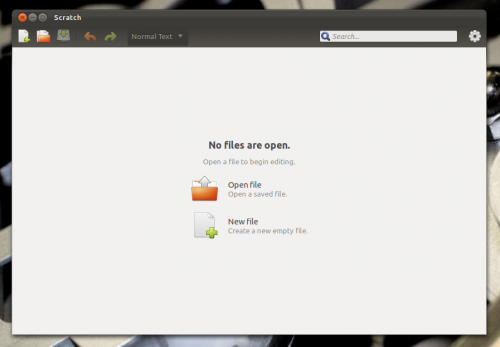 Scratch
Normal Text
Search...
No files are open.
Open a file to begin editing.
Open file
Open a saved file.
New file
Create a new empty file.